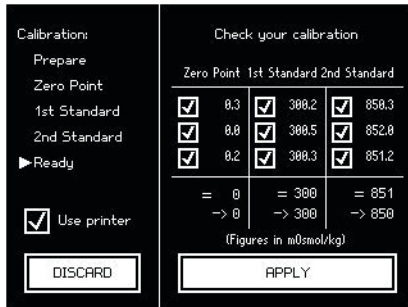 Calibration:
Prepare
Zero Point
1st Standard
2nd Standard
Ready
Use printer
DISCARD
Check your calibration
Zero Point 1st Standard 2nd Standard
0.3 300.2 850.3
0.0 300.5 852.0
0.2 300.3 851.2
= 0 = 300 = 851
-> 0 -> 300 -> 850
(Figures in mOsmol/kg)
APPLY